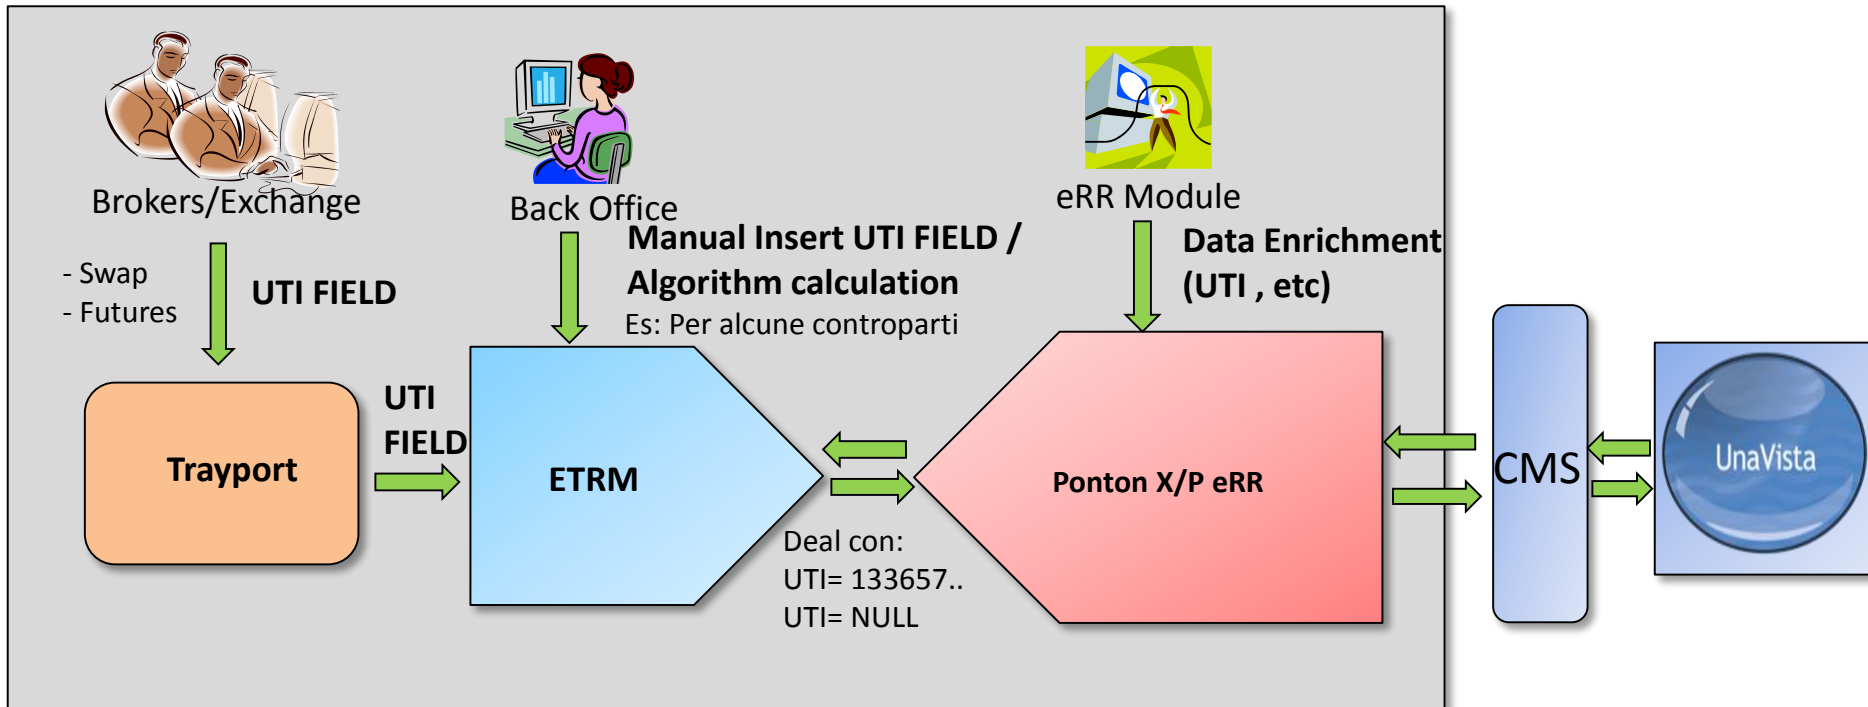 Brokers/Exchange
Back Office
eRR Module
- Swap
- Futures
UTI FIELD
Manual Insert UTI FIELD /
Algorithm calculation
Es: Per alcune controparti
Data Enrichment
(UTI , etc)
Trayport
UTI
FIELD
ETRM
Deal con:
UTI= 133657..
UTI= NULL
Ponton X/P eRR
CMS
UnaVista